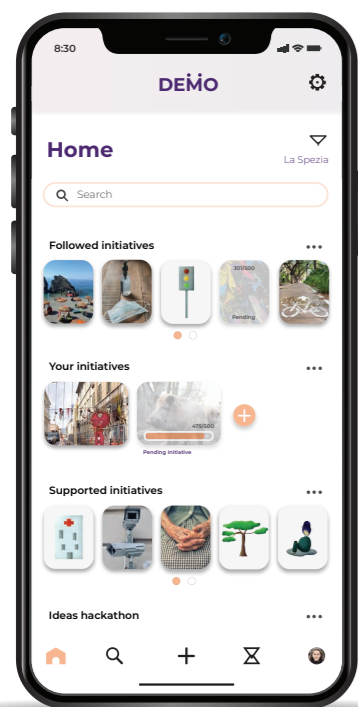 8:30
DEMO
Home
La Spezia
Search
Followed initiatives
301/500
Pending
Your initiatives
475/500
Pending initiative
Supported initiatives
Ideas hackathon